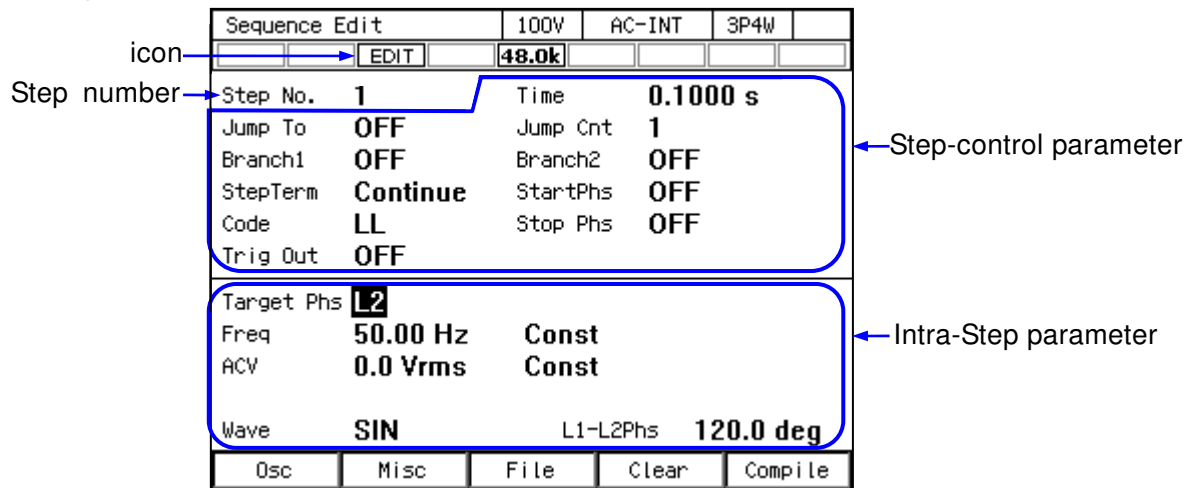 Sequence Edit 100V AC-INT 3P4W
icon EDIT 48.0k
Step number Step No. 1 Time 0.1000 s
Jump To OFF Jump Cnt 1
Step-control parameter
Branch1 OFF Branch2 OFF
StepTerm Continue StartPhs OFF
Code LL Stop Phs OFF
Trig Out OFF
Target Phs L2
Freq 50.00 Hz Const
Intra-Step parameter
ACV 0.0 Vrms Const
Wave SIN L1-L2Phs 120.0 deg
Osc Misc File Clear Compile